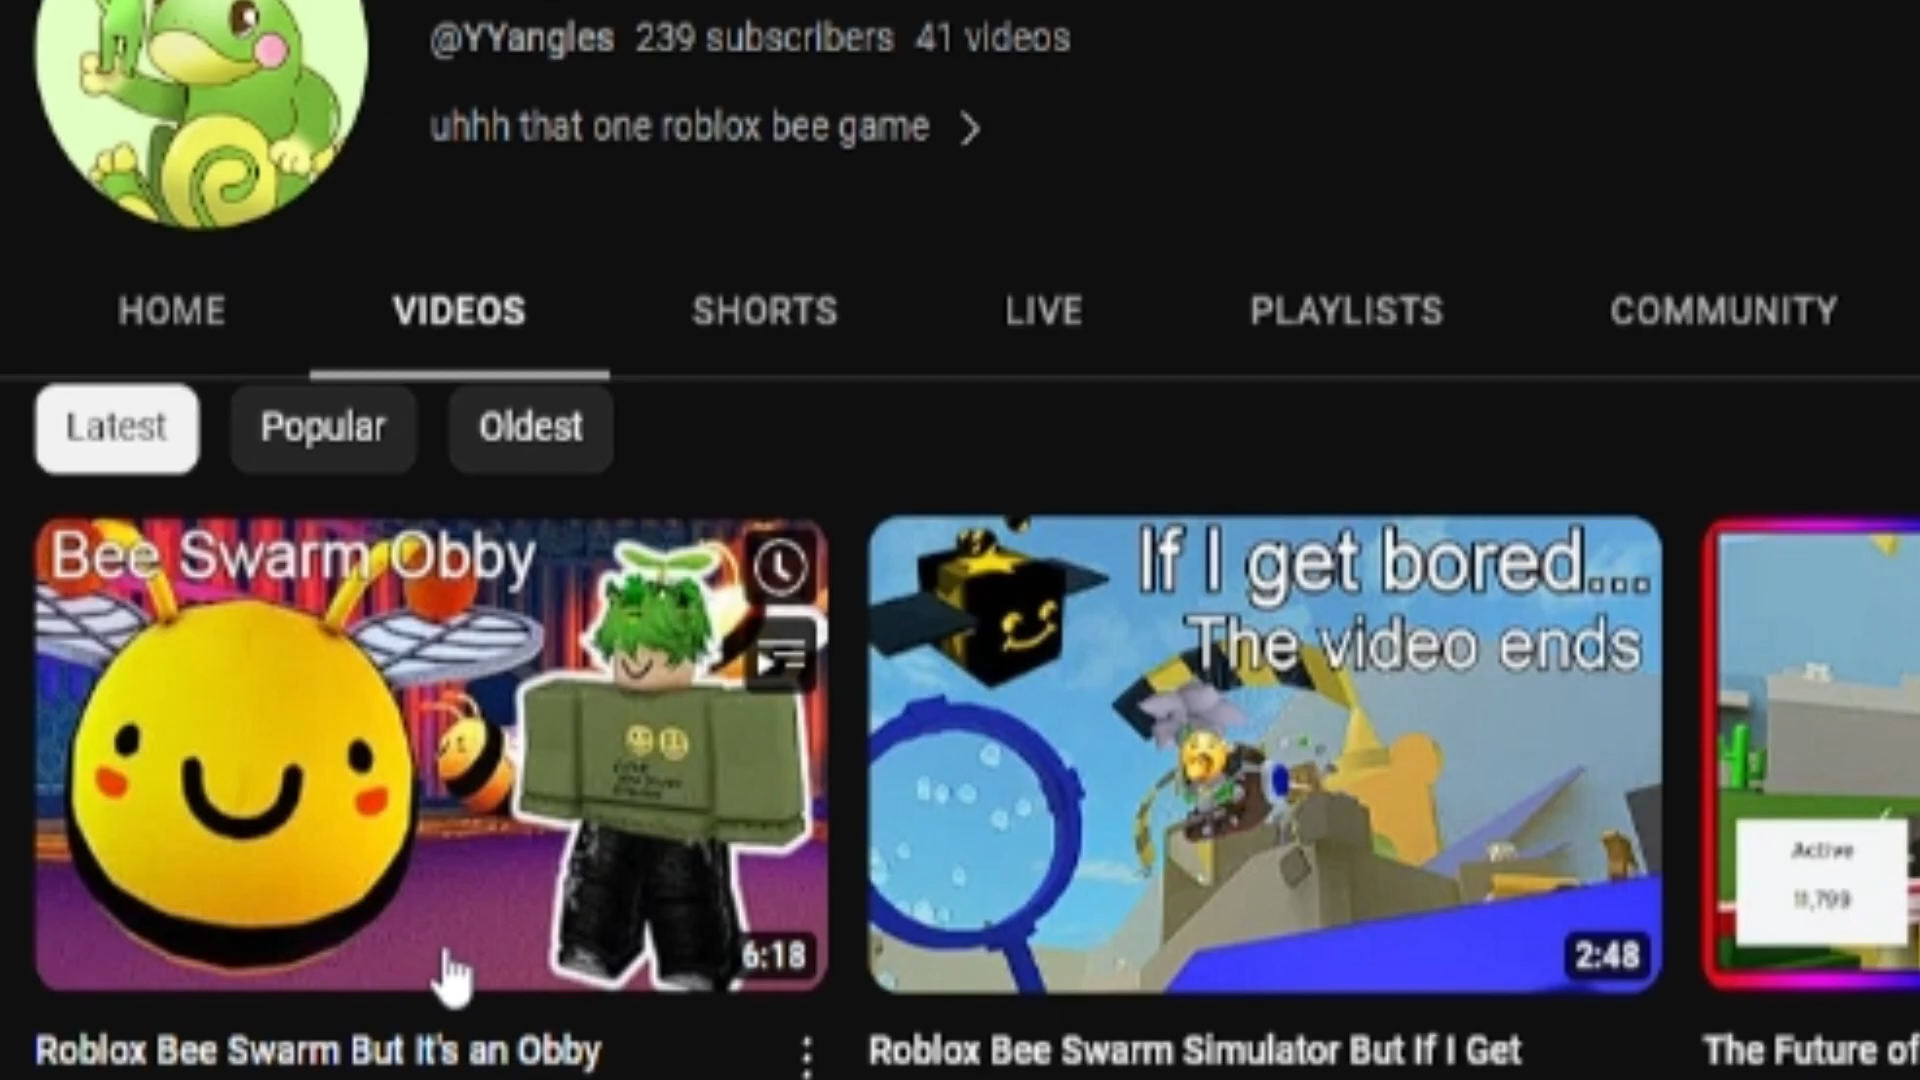 @YYangles 239 subscribers 41 videos
uhhh that one roblox bee game
HOME VIDEOS SHORTS LIVE PLAYLISTS COMMUNITY
Latest Popular Oldest
Bee Swarm Obby
6:18
If I get bored...
The video ends
2:48
Active
11,799
Roblox Bee Swarm But It's an Obby
Roblox Bee Swarm Simulator But If I Get
The Future of